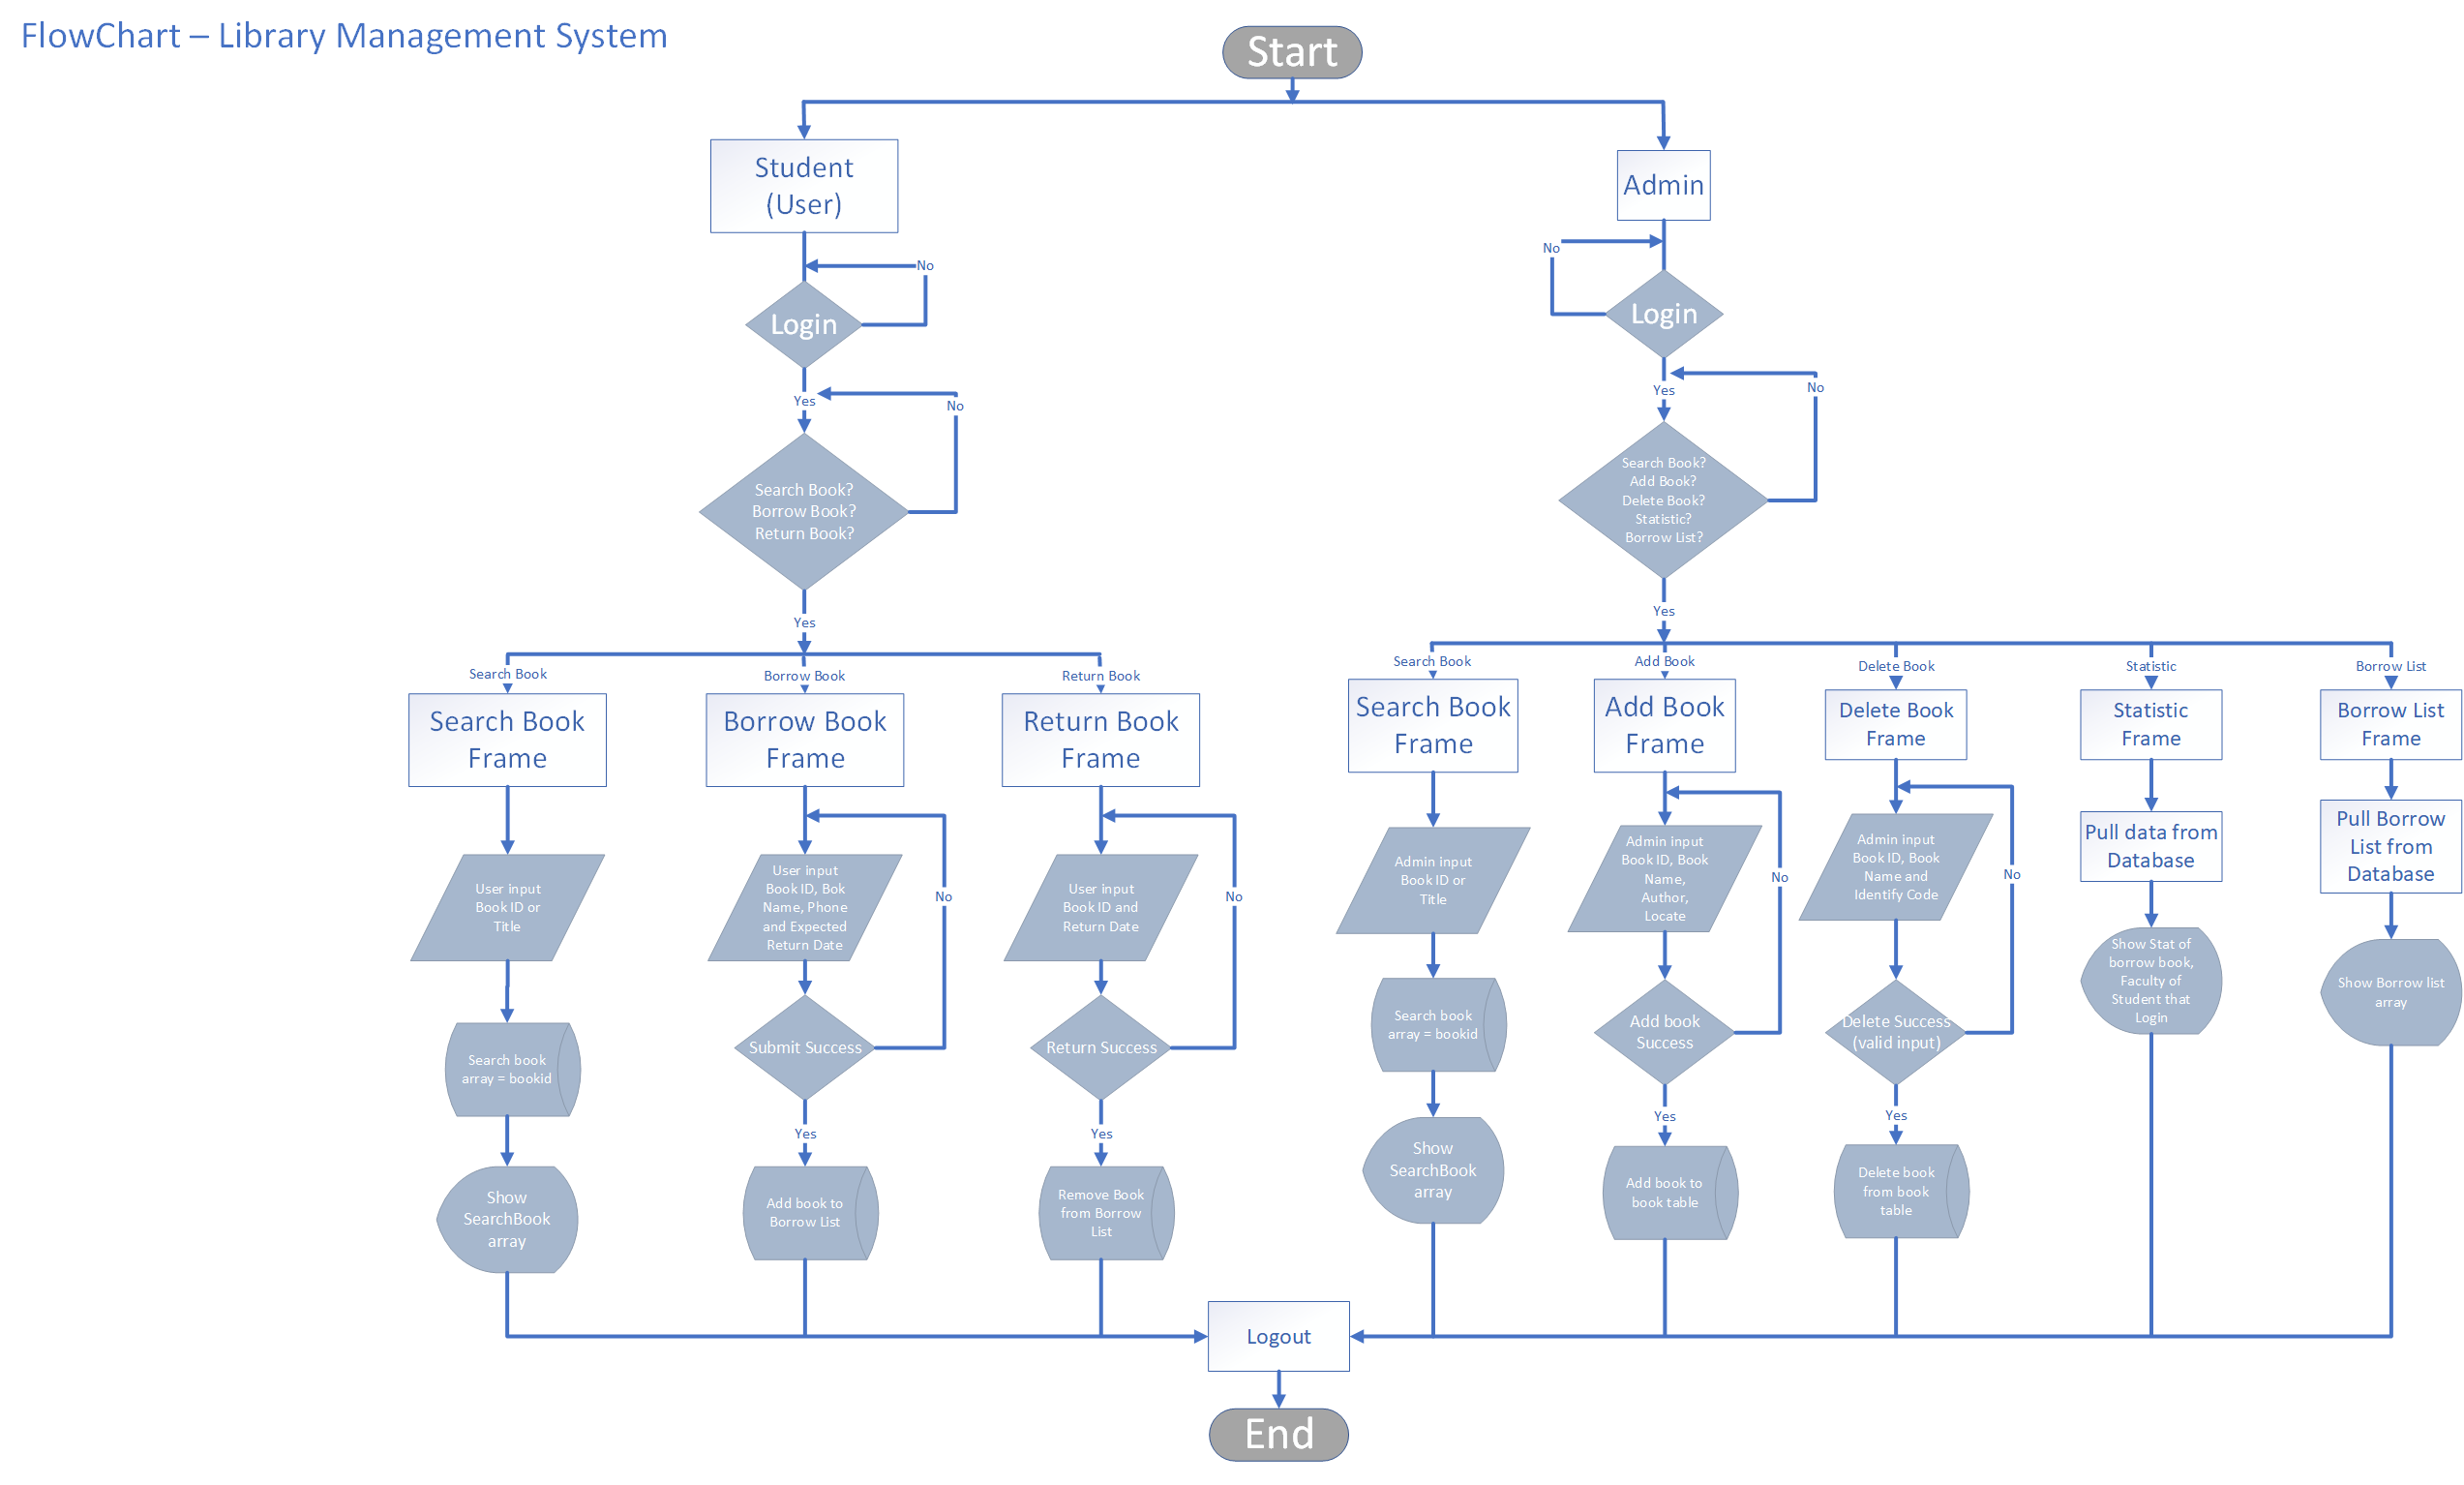 FlowChart – Library Management System
Start
Student
(User)
Admin
No
Login
Yes
No
Search Book?
Borrow Book?
Return Book?
Yes
No
Login
Yes
No
Search Book?
Add Book?
Delete Book?
Statistic?
Borrow List?
Yes
Search Book
Search Book
Frame
User input
Book ID or
Title
Search book
array = bookid
Show
SearchBook
array
Borrow Book
Borrow Book
Frame
User input
Book ID, Bok
Name, Phone
and Expected
Return Date
No
Submit Success
Yes
Add book to
Borrow List
Return Book
Return Book
Frame
User input
Book ID and
Return Date
No
Return Success
Yes
Remove Book
from Borrow
List
Search Book
Search Book
Frame
Admin input
Book ID or
Title
Search book
array = bookid
Show
SearchBook
array
Add Book
Add Book
Frame
Admin input
Book ID, Book
Name,
Author,
Locate
No
Add book
Success
Yes
Add book to
book table
Delete Book
Delete Book
Frame
Admin input
Book ID, Book
Name and
Identify Code
No
Delete Success
(valid input)
Yes
Delete book
from book
table
Statistic
Statistic
Frame
Pull data from
Database
Show Stat of
borrow book,
Faculty of
Student that
Login
Borrow List
Borrow List
Frame
Pull Borrow
List from
Database
Show Borrow list
array
Logout
End